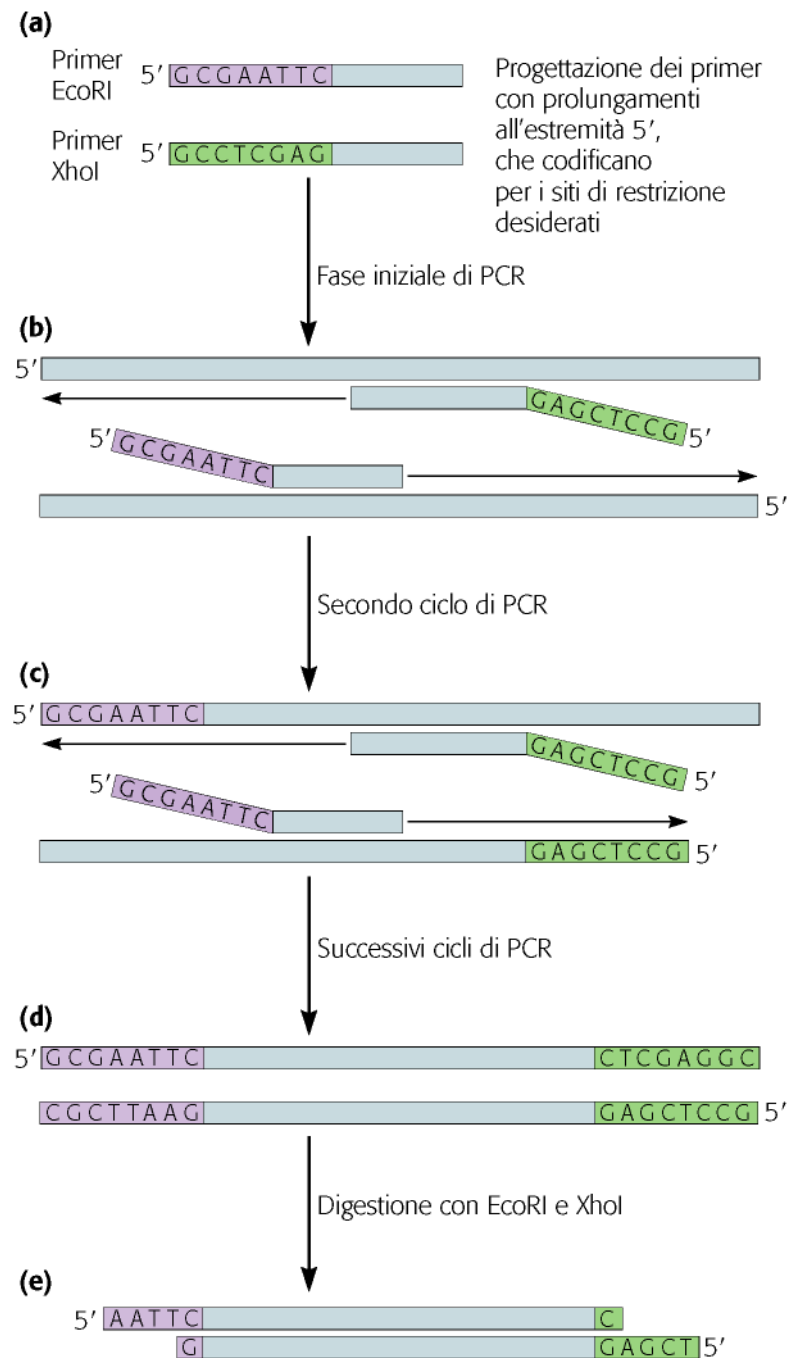 (a)
Primer
EcoRI
5′ GCGAATTC
Primer
XhoI
5′ GCCTCGAG
Progettazione dei primer
con prolungamenti
all'estremità 5′,
che codificano
per i siti di restrizione
desiderati
Fase iniziale di PCR
(b)
5′
GAGCTCCG 5′
5′ GCGAATTC
5′
Secondo ciclo di PCR
(c)
5′ GCGAATTC
GAGCTCCG 5′
5′ GCGAATTC
GAGCTCCG 5′
Successivi cicli di PCR
(d)
5′ GCGAATTC CTCGAGGC
CGCTTAAG GAGCTCCG 5′
Digestione con EcoRI e XhoI
(e)
5′ AATTC C
G GAGCT 5′